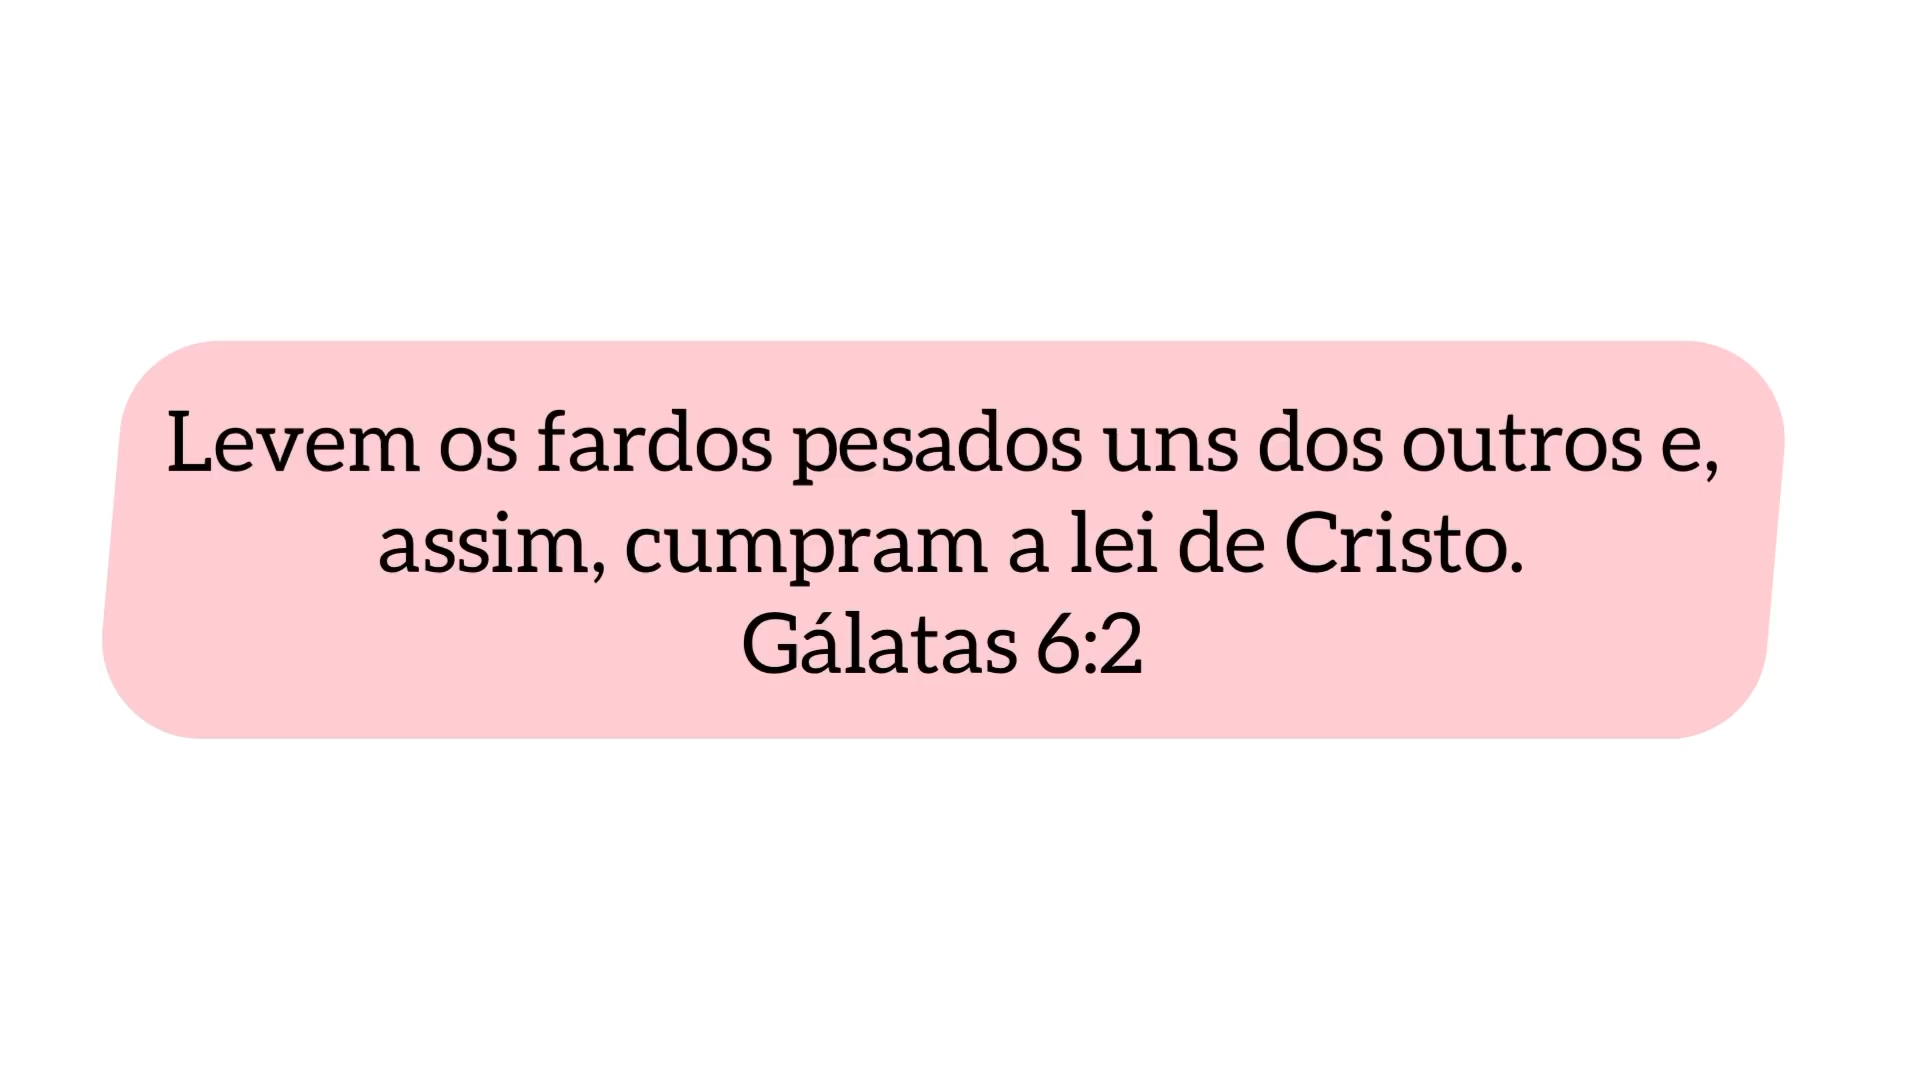 Levem os fardos pesados uns dos outros e,
assim, cumpram a lei de Cristo.
Gálatas 6:2